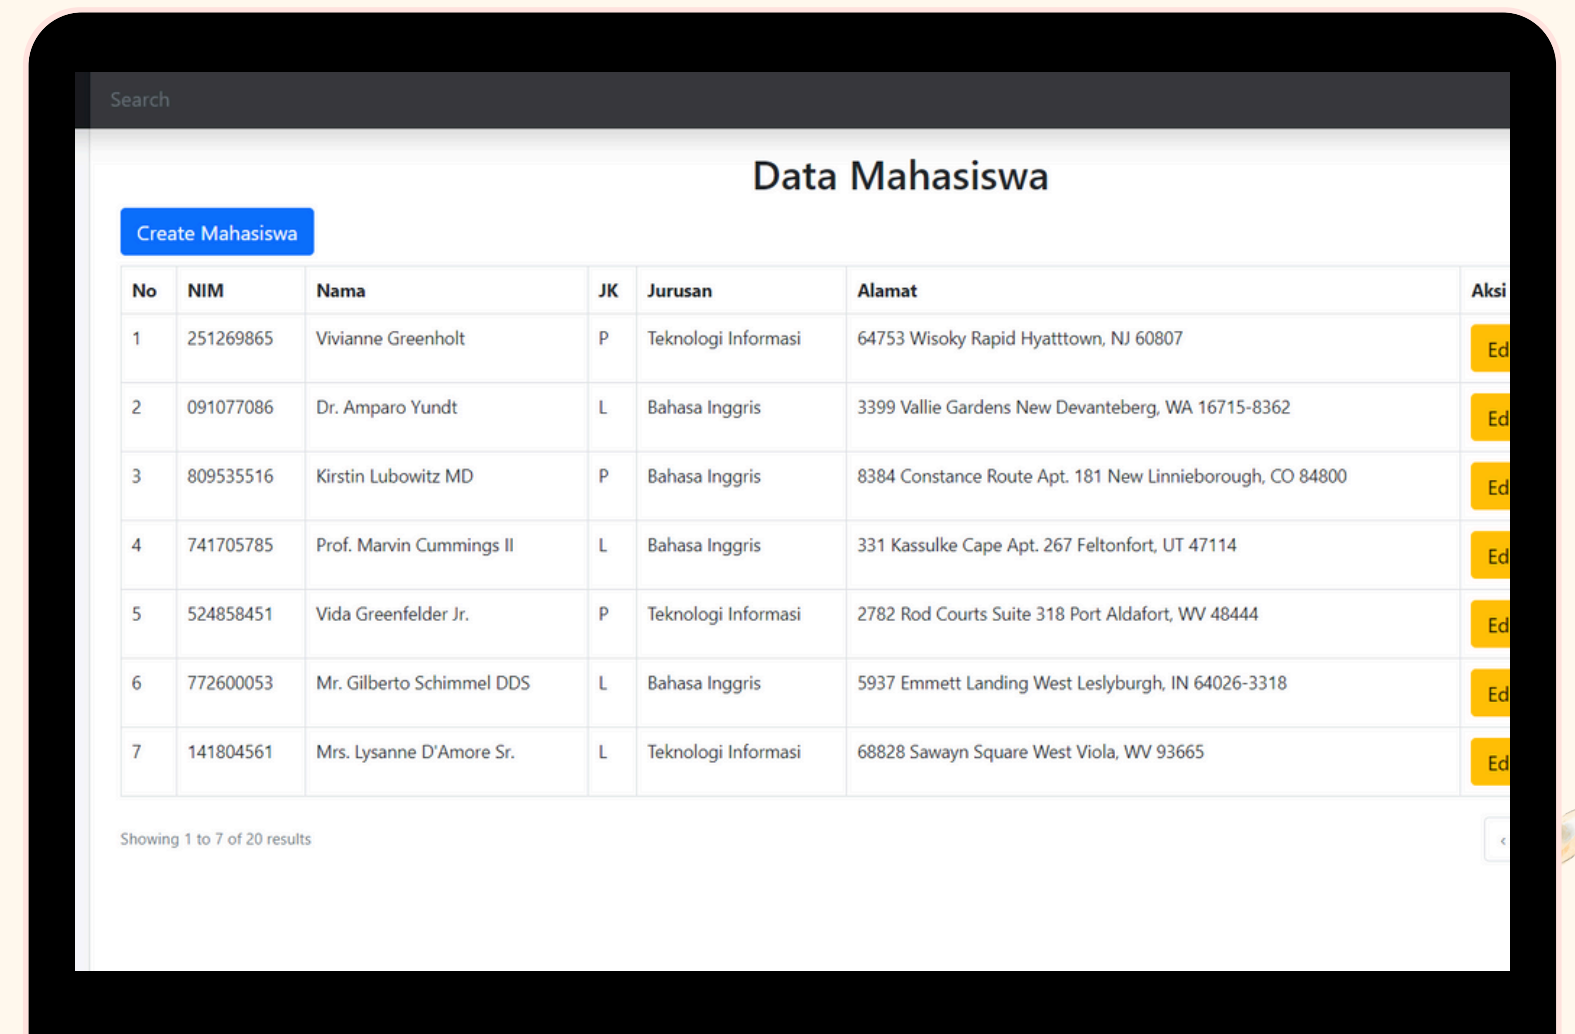 Search
Data Mahasiswa
Create Mahasiswa
No NIM Nama JK Jurusan Alamat Aksi
1 251269865 Vivianne Greenholt P Teknologi Informasi 64753 Wisoky Rapid Hyatttown, NJ 60807 Ed
2 091077086 Dr. Amparo Yundt L Bahasa Inggris 3399 Vallie Gardens New Devanteberg, WA 16715-8362 Ed
3 809535516 Kirstin Lubowitz MD P Bahasa Inggris 8384 Constance Route Apt. 181 New Linnieborough, CO 84800 Ed
4 741705785 Prof. Marvin Cummings II L Bahasa Inggris 331 Kassulke Cape Apt. 267 Feltonfort, UT 47114 Ed
5 524858451 Vida Greenfelder Jr. P Teknologi Informasi 2782 Rod Courts Suite 318 Port Aldafort, WV 48444 Ed
6 772600053 Mr. Gilberto Schimmel DDS L Bahasa Inggris 5937 Emmett Landing West Leslyburgh, IN 64026-3318 Ed
7 141804561 Mrs. Lysanne D'Amore Sr. L Teknologi Informasi 68828 Sawayn Square West Viola, WV 93665 Ed
Showing 1 to 7 of 20 results ‹